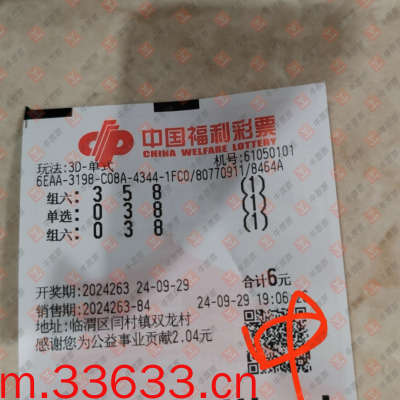 中国福利彩票
CHINA WELFARE LOTTERY
玩法:3D-单式 机号:61050101
6EAA-3198-C08A-4344-1FC0/80770911/8464A
组六: 3 5 8 (1)
单选: 0 3 8 (1)
组六: 0 3 8 (1)
开奖期:2024263 24-09-29 合计6元
销售期:2024263-84 24-09-29 19:06
地址:临渭区闫村镇双龙村
感谢您为公益事业贡献2.04元
m.33633.cn